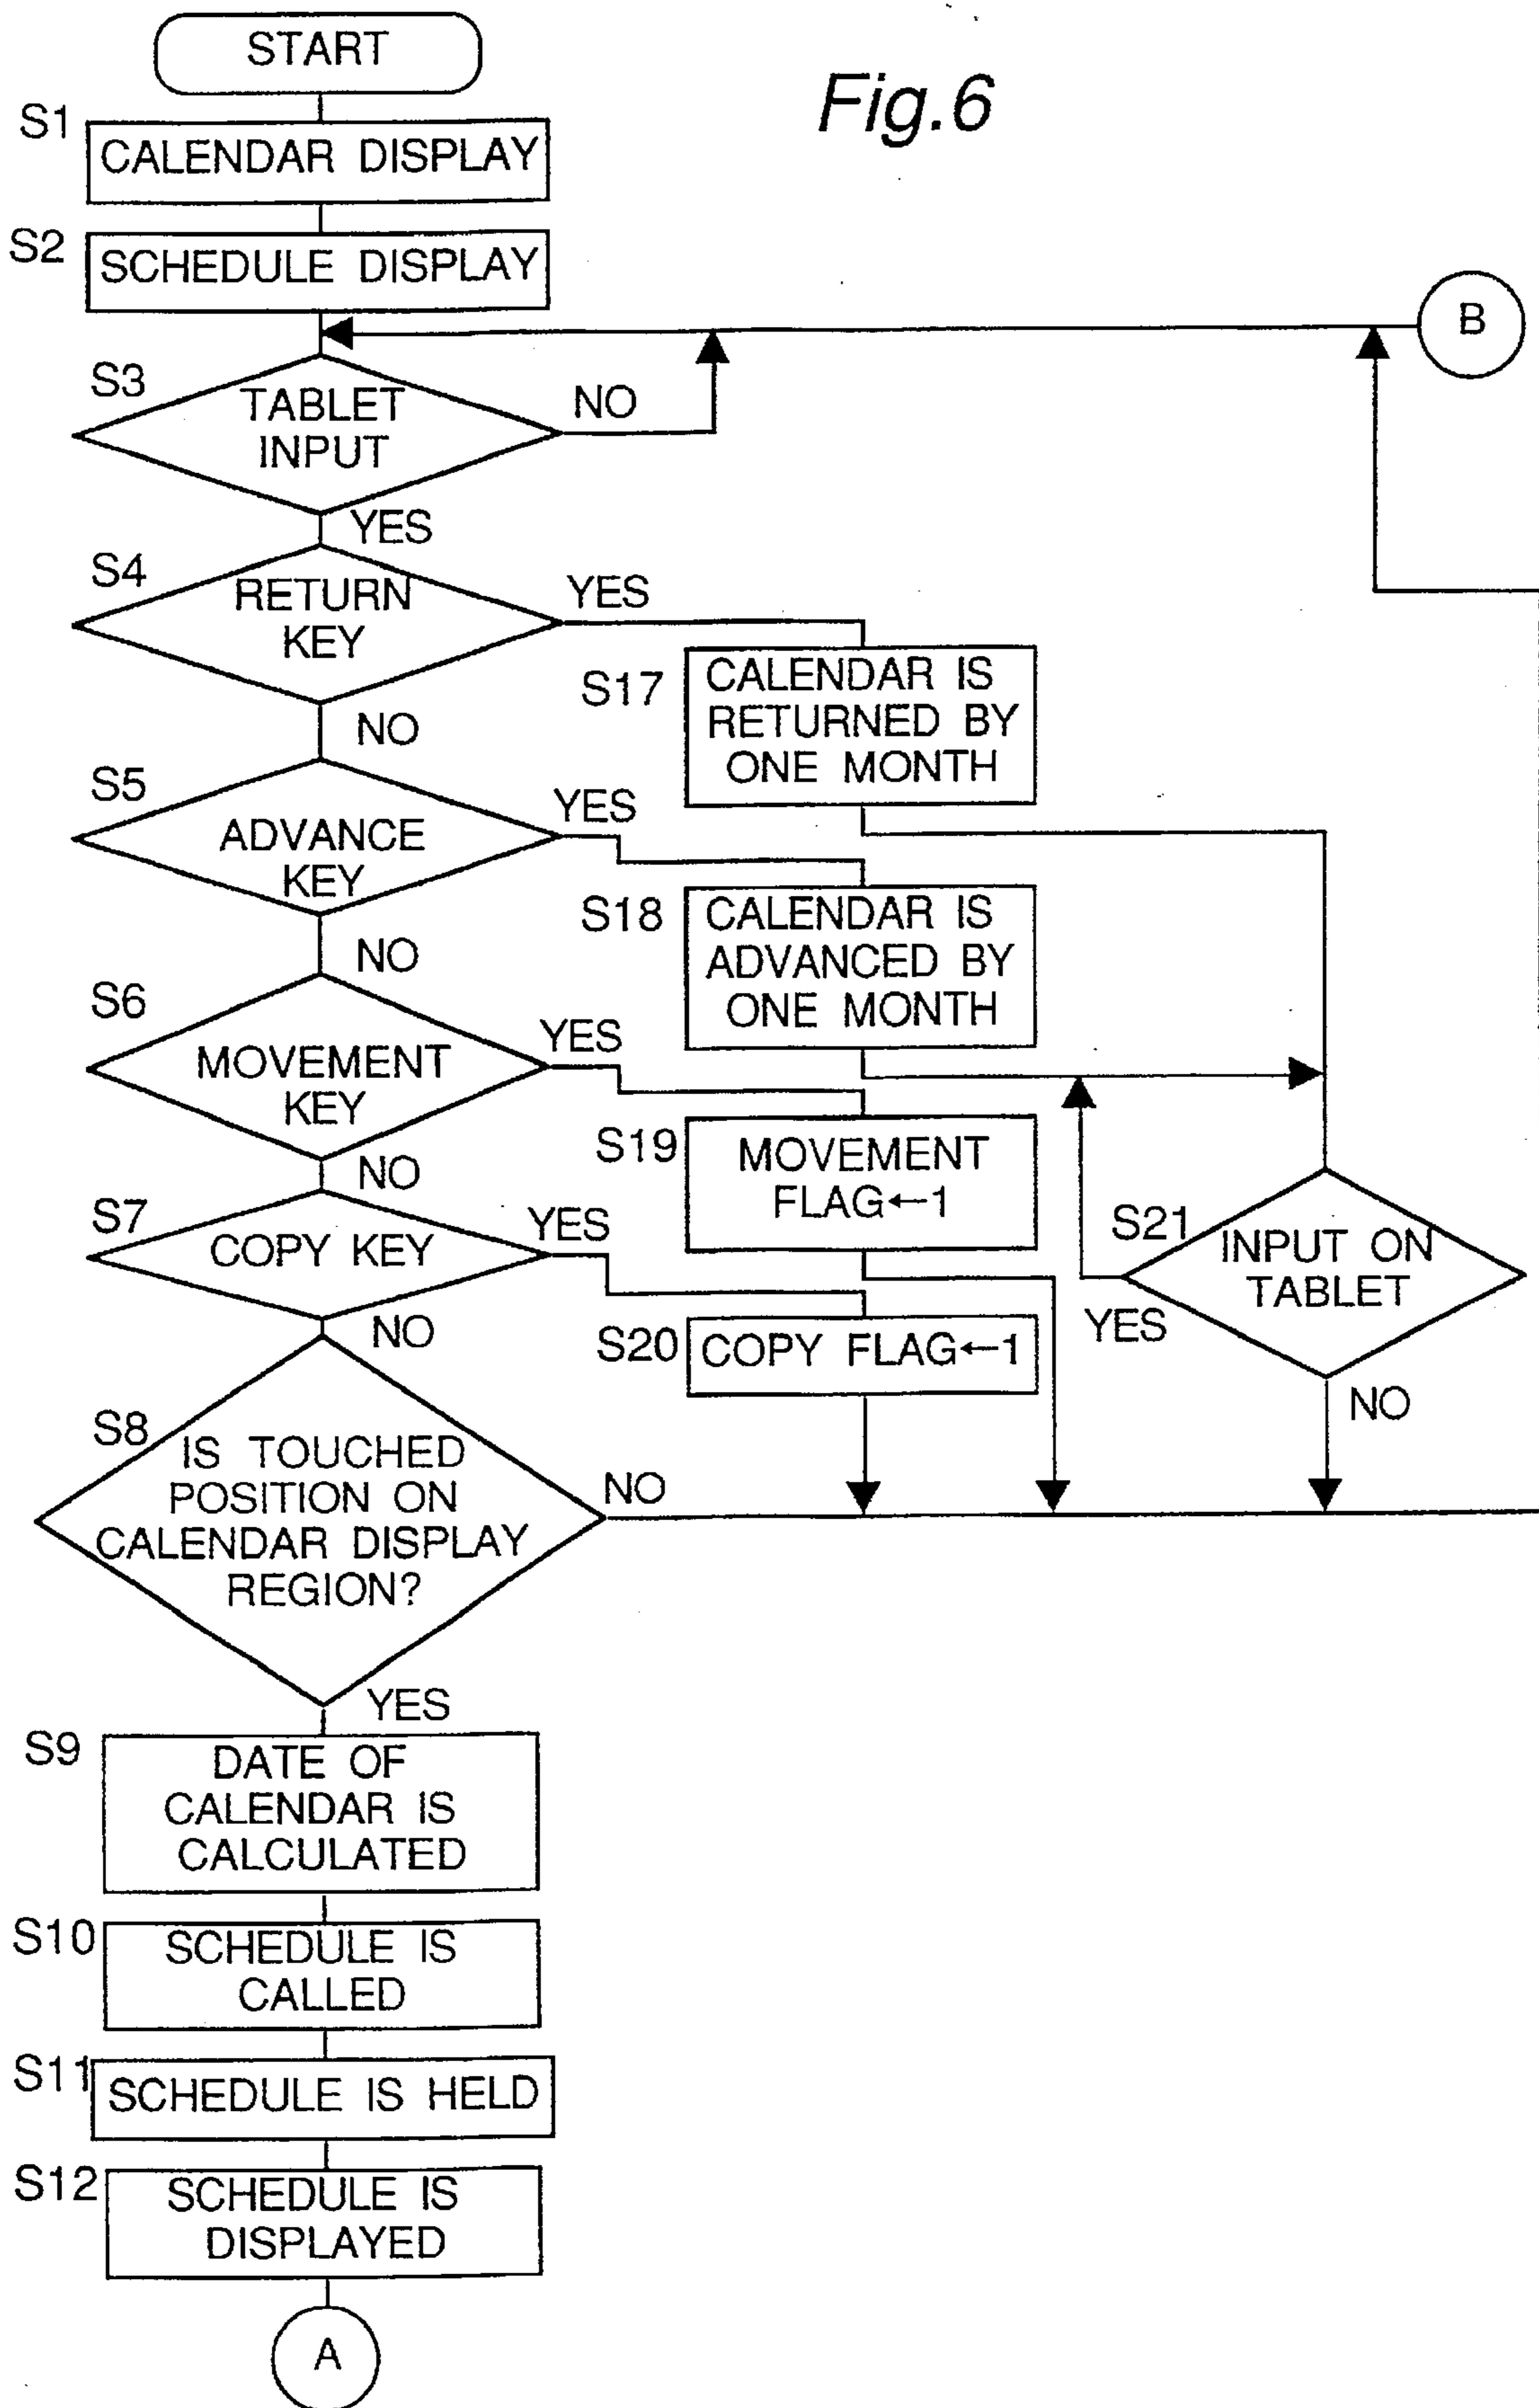 START
Fig.6
S1
CALENDAR DISPLAY
S2
SCHEDULE DISPLAY
B
S3
TABLET
INPUT
NO
YES
S4
RETURN
KEY
YES
S17
CALENDAR IS
RETURNED BY
ONE MONTH
NO
S5
ADVANCE
KEY
YES
S18
CALENDAR IS
ADVANCED BY
ONE MONTH
NO
S6
MOVEMENT
KEY
YES
S19
MOVEMENT
FLAG←1
NO
S7
COPY KEY
YES
S21
INPUT ON
TABLET
YES
NO
S20
COPY FLAG←1
NO
S8
IS TOUCHED
POSITION ON
CALENDAR DISPLAY
REGION?
NO
YES
S9
DATE OF
CALENDAR IS
CALCULATED
S10
SCHEDULE IS
CALLED
S11
SCHEDULE IS HELD
S12
SCHEDULE IS
DISPLAYED
A